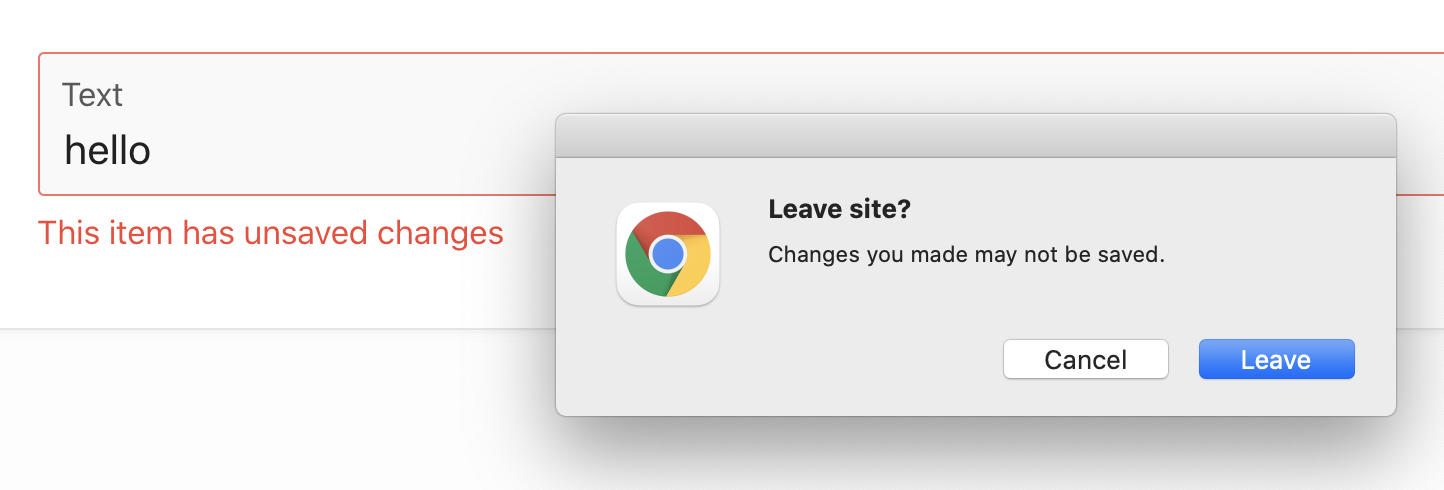 Text
hello
This item has unsaved changes
Leave site?
Changes you made may not be saved.
Cancel
Leave